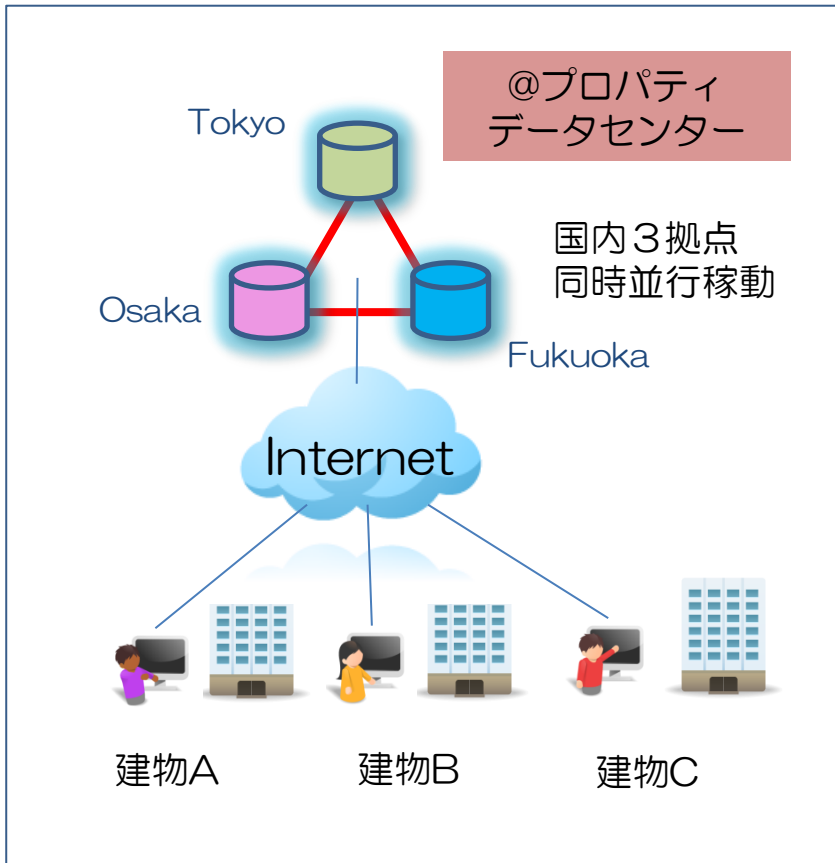 @プロパティ
データセンター
Tokyo
国内３拠点
同時並行稼動
Osaka
Fukuoka
Internet
建物A
建物B
建物C